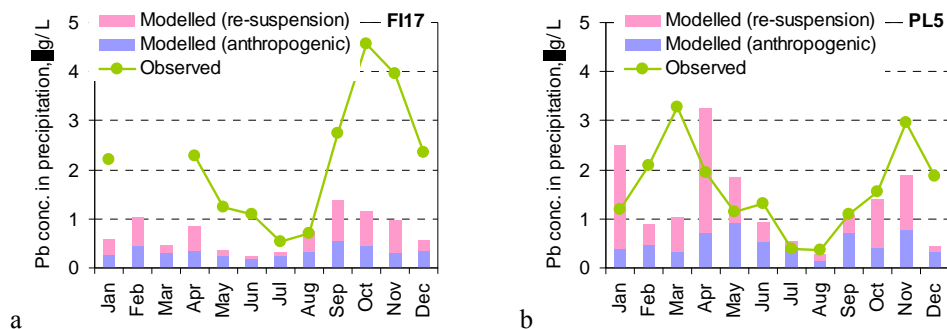 Modelled (re-suspension) FI17
Modelled (anthropogenic)
Observed
Pb conc. in precipitation, g/L
5
4
3
2
1
0
Jan Feb Mar Apr May Jun Jul Aug Sep Oct Nov Dec
a
Modelled (re-suspension) PL5
Modelled (anthropogenic)
Observed
Pb conc. in precipitation, g/L
5
4
3
2
1
0
Jan Feb Mar Apr May Jun Jul Aug Sep Oct Nov Dec
b